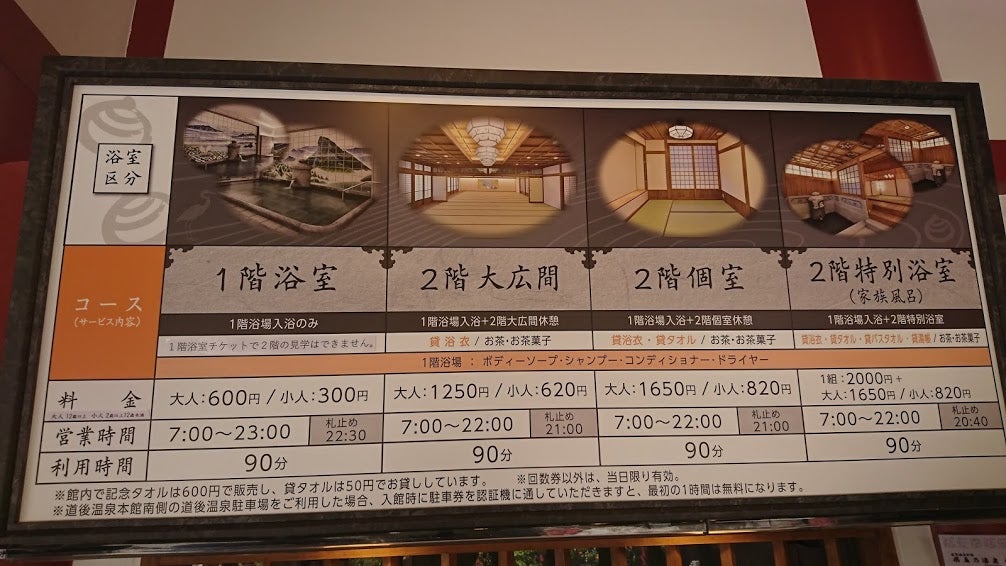 浴室
区分
コース
(サービス内容)
1階浴室
1階浴場入浴のみ
1階浴室チケットで2階の見学はできません。
2階大広間
1階浴場入浴+2階大広間休憩
貸浴衣 / お茶・お茶菓子
2階個室
1階浴場入浴+2階個室休憩
貸浴衣・貸タオル / お茶・お茶菓子
2階特別浴室
(家族風呂)
1階浴場入浴+2階特別浴室
貸浴衣・貸タオル・貸バスタオル・貸湯帳 / お茶・お茶菓子
1階浴場 : ボディーソープ・シャンプー・コンディショナー・ドライヤー
料金
大人 12歳以上 小人 2歳以上12歳未満
大人:600円 / 小人:300円
大人:1250円 / 小人:620円
大人:1650円 / 小人:820円
1組:2000円+
大人:1650円 / 小人:820円
営業時間
7:00〜23:00
札止め
22:30
7:00〜22:00
札止め
21:00
7:00〜22:00
札止め
21:00
7:00〜22:00
札止め
20:40
利用時間
90分
90分
90分
90分
※館内で記念タオルは600円で販売し、貸タオルは50円でお貸ししています。 ※回数券以外は、当日限り有効。
※道後温泉本館南側の道後温泉駐車場をご利用した場合、入館時に駐車券を認証機に通していただきますと、最初の1時間は無料になります。